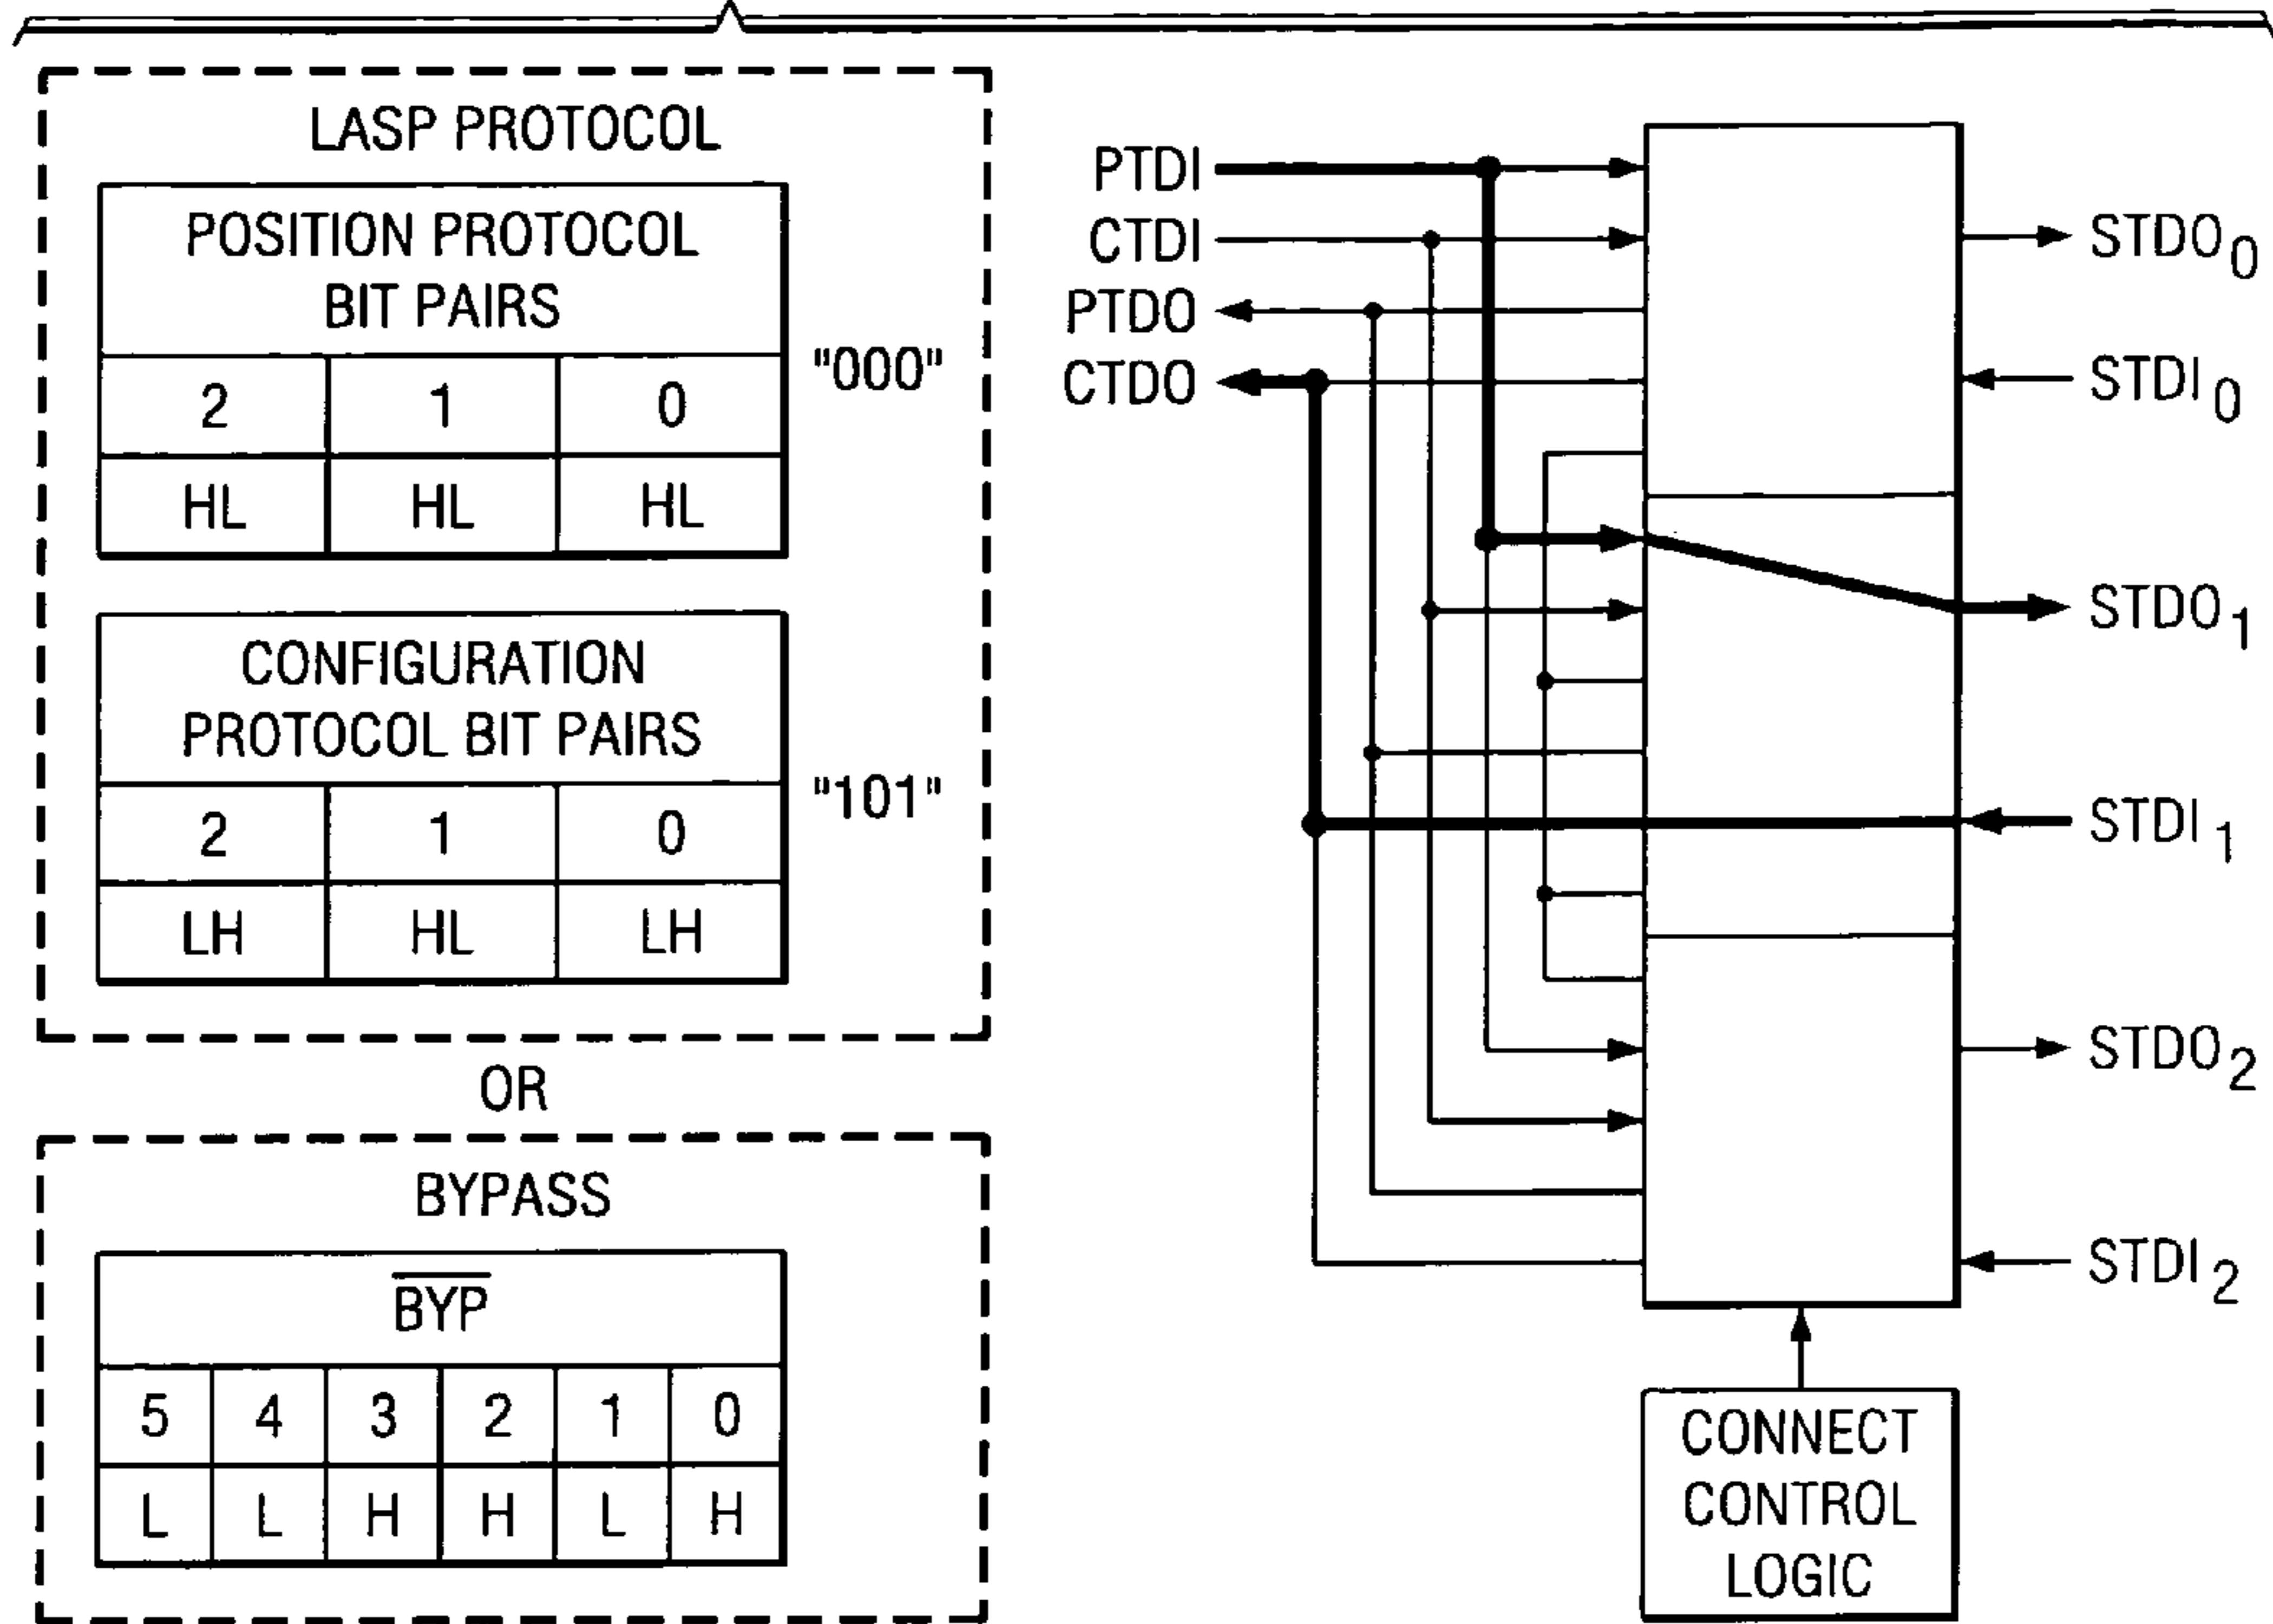 LASP PROTOCOL
POSITION PROTOCOL
BIT PAIRS
2 1 0
HL HL HL
"000"
CONFIGURATION
PROTOCOL BIT PAIRS
2 1 0
LH HL LH
"101"
OR
BYPASS
BYP
5 4 3 2 1 0
L L H H L H
PTDI
CTDI
PTDO
CTDO
STDO0
STDI0
STDO1
STDI1
STDO2
STDI2
CONNECT
CONTROL
LOGIC